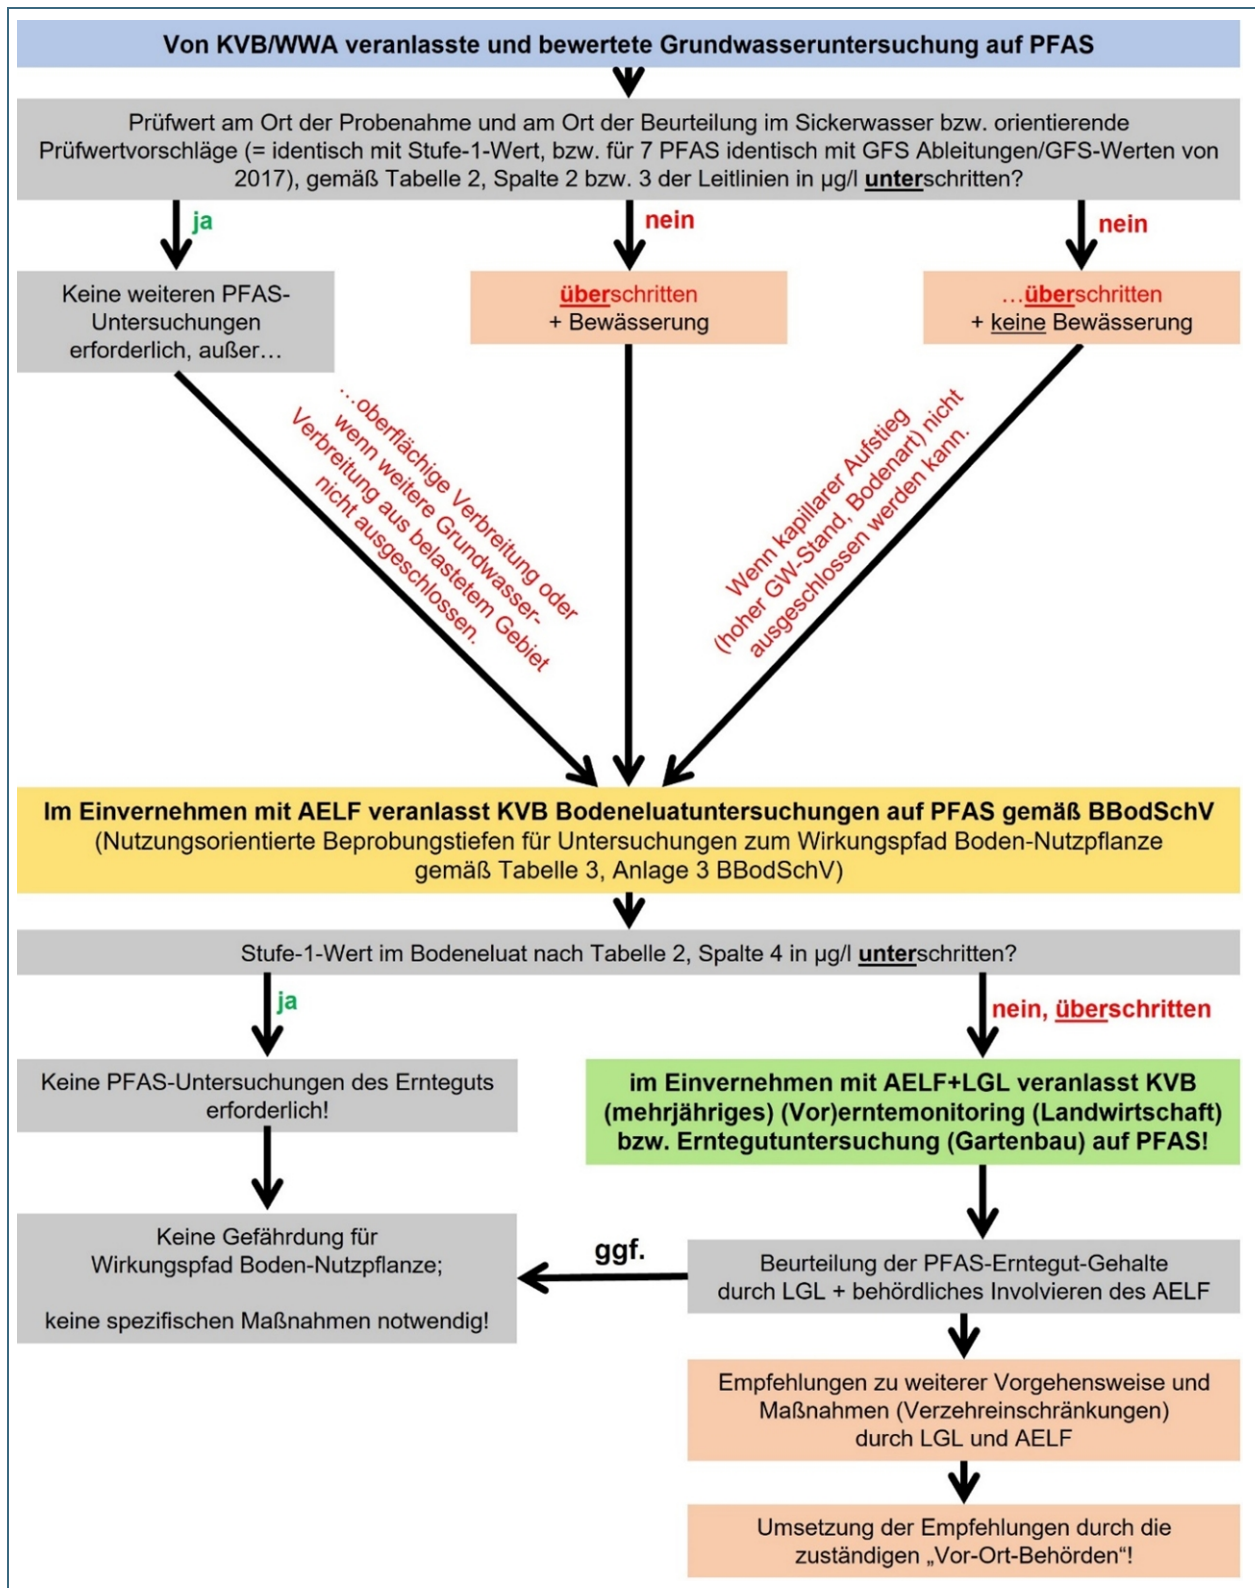 Von KVB/WWA veranlasste und bewertete Grundwasseruntersuchung auf PFAS
Prüfwert am Ort der Probenahme und am Ort der Beurteilung im Sickerwasser bzw. orientierende
Prüfwertvorschläge (= identisch mit Stufe-1-Wert, bzw. für 7 PFAS identisch mit GFS Ableitungen/GFS-Werten von
2017), gemäß Tabelle 2, Spalte 2 bzw. 3 der Leitlinien in µg/l unterschritten?
ja
nein
nein
Keine weiteren PFAS-
Untersuchungen
erforderlich, außer…
überschritten
+ Bewässerung
…überschritten
+ keine Bewässerung
…oberflächige Verbreitung oder
wenn weitere Grundwasser-
Verbreitung aus belastetem Gebiet
nicht ausgeschlossen.
Wenn kapillarer Aufstieg
(hoher GW-Stand, Bodenart) nicht
ausgeschlossen werden kann.
Im Einvernehmen mit AELF veranlasst KVB Bodeneluatuntersuchungen auf PFAS gemäß BBodSchV
(Nutzungsorientierte Beprobungstiefen für Untersuchungen zum Wirkungspfad Boden-Nutzpflanze
gemäß Tabelle 3, Anlage 3 BBodSchV)
Stufe-1-Wert im Bodeneluat nach Tabelle 2, Spalte 4 in µg/l unterschritten?
ja
nein, überschritten
Keine PFAS-Untersuchungen des Ernteguts
erforderlich!
im Einvernehmen mit AELF+LGL veranlasst KVB
(mehrjähriges) (Vor)erntemonitoring (Landwirtschaft)
bzw. Erntegutuntersuchung (Gartenbau) auf PFAS!
Keine Gefährdung für
Wirkungspfad Boden-Nutzpflanze;
keine spezifischen Maßnahmen notwendig!
ggf.
Beurteilung der PFAS-Erntegut-Gehalte
durch LGL + behördliches Involvieren des AELF
Empfehlungen zu weiterer Vorgehensweise und
Maßnahmen (Verzehreinschränkungen)
durch LGL und AELF
Umsetzung der Empfehlungen durch die
zuständigen „Vor-Ort-Behörden“!